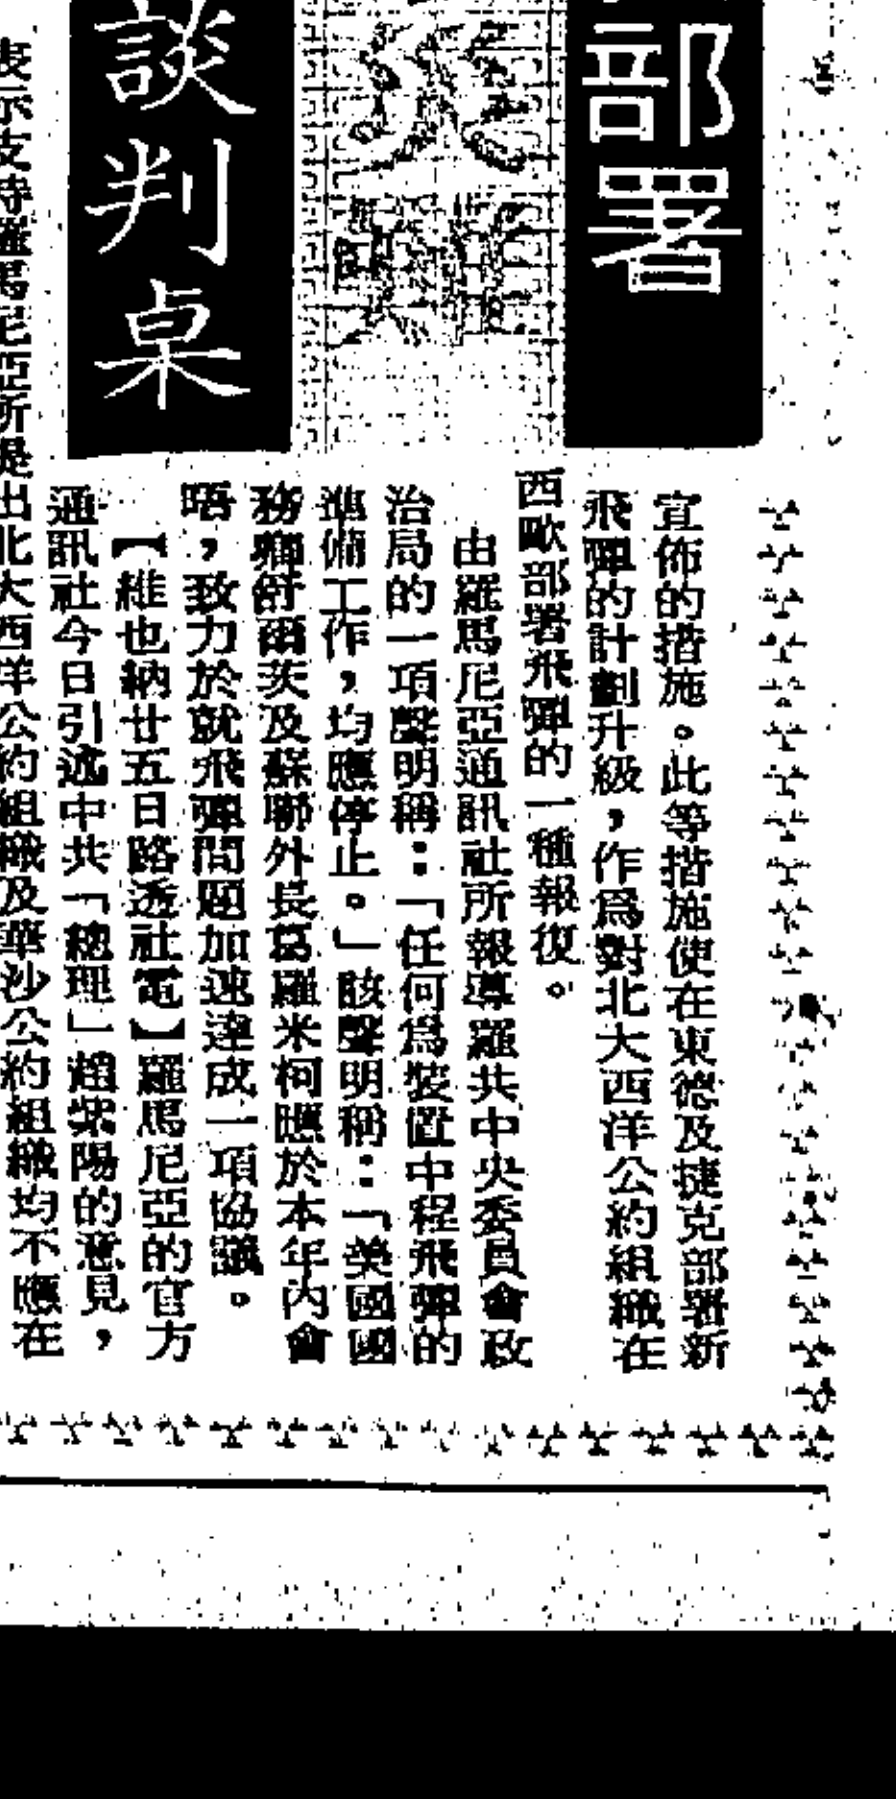 部署
談判桌
宣佈的措施。此等措施使在東德及捷克部署新
飛彈的計劃升級，作爲對北大西洋公約組織在
西歐部署飛彈的一種報復。
由羅馬尼亞通訊社所報導羅共中央委員會政
治局的一項聲明稱：「任何爲裝置中程飛彈的
準備工作，均應停止。」該聲明稱：「美國國
務卿舒爾茨及蘇聯外長葛羅米柯應於本年內會
晤，致力於就飛彈問題加速達成一項協議。
【維也納廿五日路透社電】羅馬尼亞的官方
通訊社今日引述中共「總理」趙紫陽的意見，
表示支持羅馬尼亞所提出北大西洋公約組織及華沙公約組織均不應在